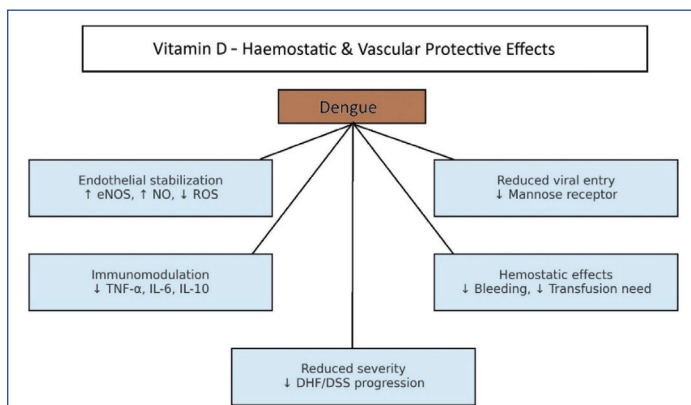 Vitamin D – Haemostatic & Vascular Protective Effects
Dengue
Endothelial stabilization
↑ eNOS, ↑ NO, ↓ ROS
Reduced viral entry
↓ Mannose receptor
Immunomodulation
↓ TNF-α, IL-6, IL-10
Hemostatic effects
↓ Bleeding, ↓ Transfusion need
Reduced severity
↓ DHF/DSS progression